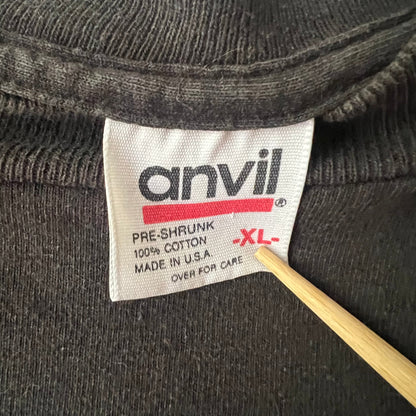 anvil®
PRE-SHRUNK
100% COTTON
MADE IN U.S.A.
-XL-
OVER FOR CARE